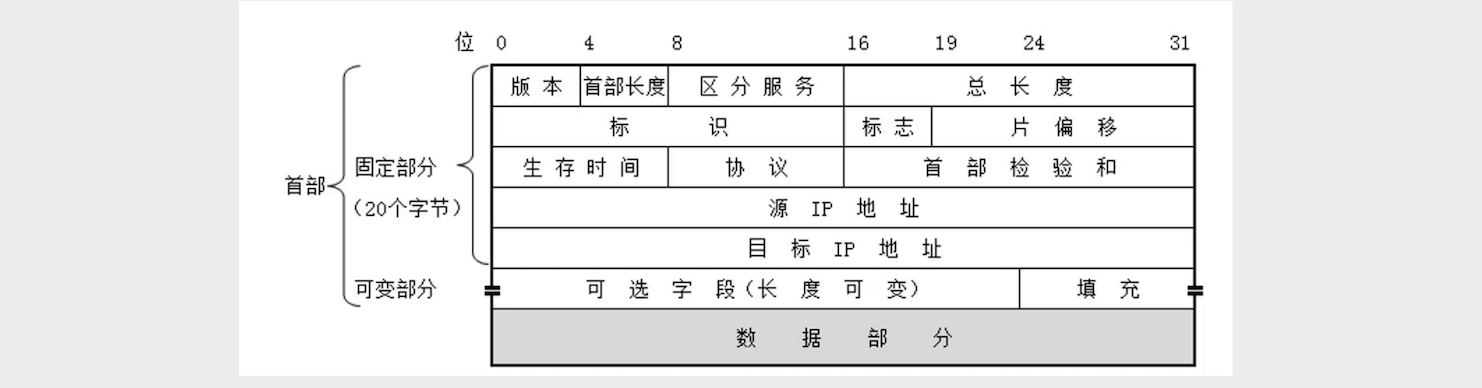 位 0 4 8 16 19 24 31
版本 首部长度 区分服务 总长度
标识 标志 片偏移
固定部分 生存时间 协议 首部检验和
首部
(20个字节) 源 IP 地址
目标 IP 地址
可变部分 可选字段(长度可变) 填充
数据部分